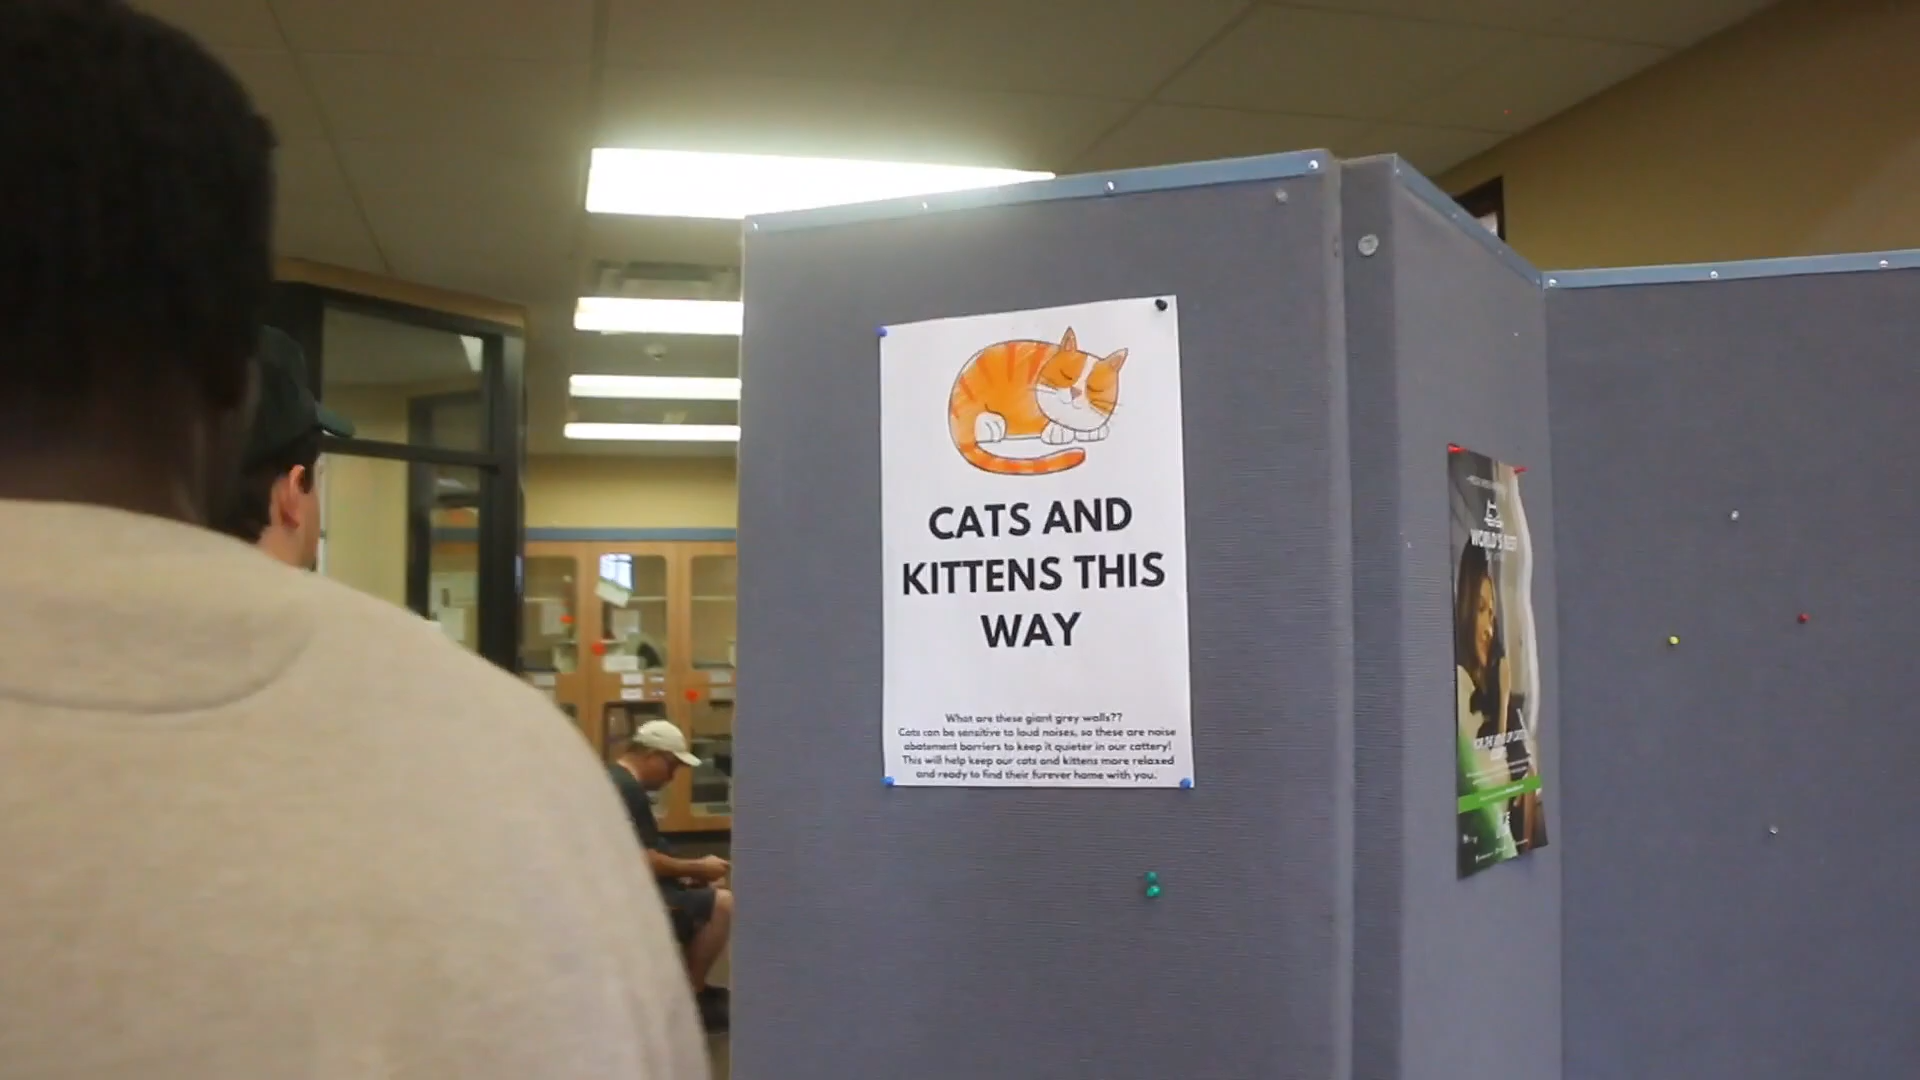 CATS AND
KITTENS THIS
WAY
What are these giant grey walls??
Cats can be sensitive to loud noises, so these are noise
abatement barriers to keep it quieter in our cattery!
This will help keep our cats and kittens more relaxed
and ready to find their furever home with you.
WORLD'S BEST